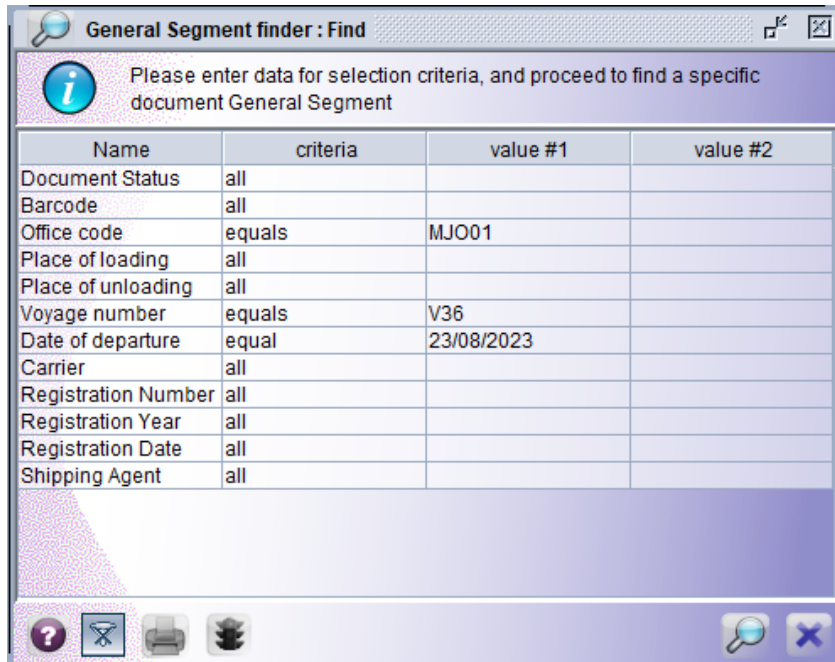 General Segment finder : Find
Please enter data for selection criteria, and proceed to find a specific
document General Segment
Name criteria value #1 value #2
Document Status all
Barcode all
Office code equals MJO01
Place of loading all
Place of unloading all
Voyage number equals V36
Date of departure equal 23/08/2023
Carrier all
Registration Number all
Registration Year all
Registration Date all
Shipping Agent all